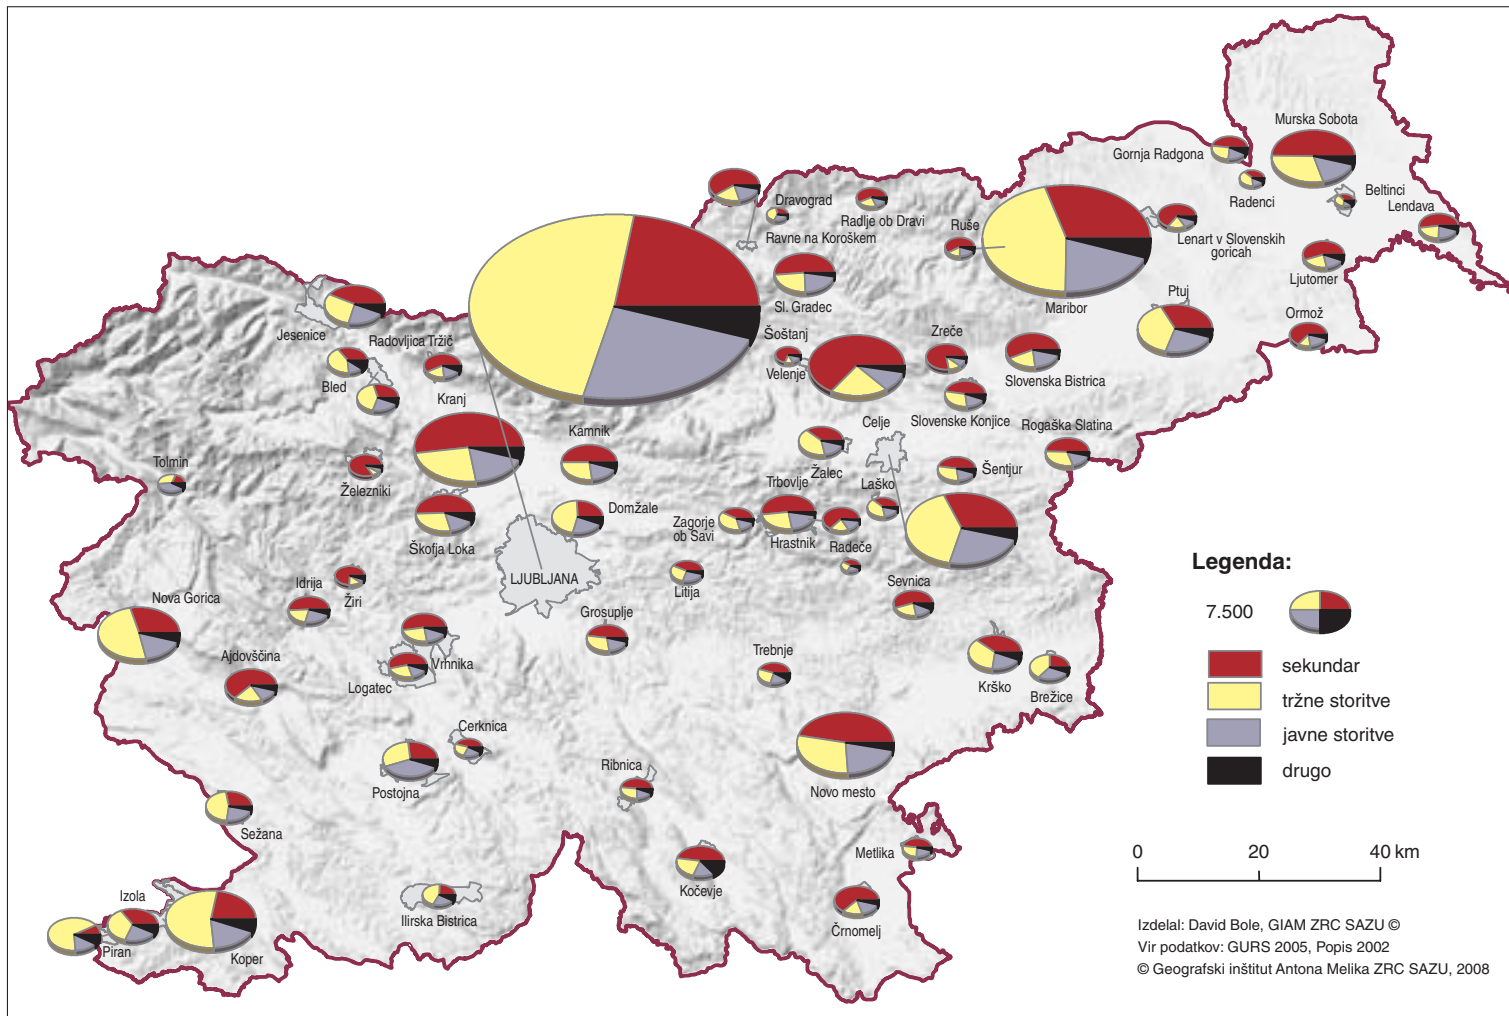 Murska Sobota
Gornja Radgona
Radenci
Beltinci
Lendava
Dravograd
Radlje ob Dravi
Ravne na Koroškem
Ruše
Lenart v Slovenskih
goricah
Ljutomer
Maribor
Ptuj
Ormož
Sl. Gradec
Jesenice
Radovljica
Tržič
Bled
Kranj
Šoštanj
Velenje
Zreče
Slovenska Bistrica
Slovenske Konjice
Celje
Rogaška Slatina
Kamnik
Žalec
Šentjur
Tolmin
Železniki
Škofja Loka
Domžale
Trbovlje
Laško
Zagorje
ob Savi
Hrastnik
Radeče
LJUBLJANA
Litija
Sevnica
Idrija
Žiri
Nova Gorica
Grosuplje
Ajdovščina
Vrhnika
Logatec
Trebnje
Krško
Brežice
Cerknica
Postojna
Ribnica
Novo mesto
Sežana
Metlika
Kočevje
Črnomelj
Izola
Piran
Koper
Ilirska Bistrica
Legenda:
7.500
sekundar
tržne storitve
javne storitve
drugo
0 20 40 km
Izdelal: David Bole, GIAM ZRC SAZU ©
Vir podatkov: GURS 2005, Popis 2002
© Geografski inštitut Antona Melika ZRC SAZU, 2008